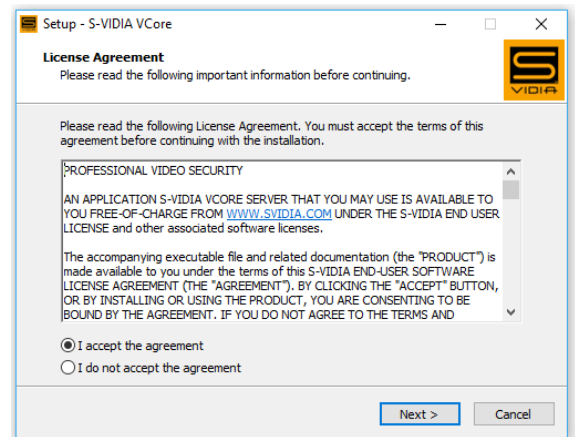 Setup - S-VIDIA VCore
License Agreement
Please read the following important information before continuing.
S
VIDIA
Please read the following License Agreement. You must accept the terms of this
agreement before continuing with the installation.
PROFESSIONAL VIDEO SECURITY
AN APPLICATION S-VIDIA VCORE SERVER THAT YOU MAY USE IS AVAILABLE TO
YOU FREE-OF-CHARGE FROM WWW.SVIDIA.COM UNDER THE S-VIDIA END USER
LICENSE and other associated software licenses.
The accompanying executable file and related documentation (the "PRODUCT") is
made available to you under the terms of this S-VIDIA END-USER SOFTWARE
LICENSE AGREEMENT (THE "AGREEMENT"). BY CLICKING THE "ACCEPT" BUTTON,
OR BY INSTALLING OR USING THE PRODUCT, YOU ARE CONSENTING TO BE
BOUND BY THE AGREEMENT. IF YOU DO NOT AGREE TO THE TERMS AND
I accept the agreement
I do not accept the agreement
Next >
Cancel